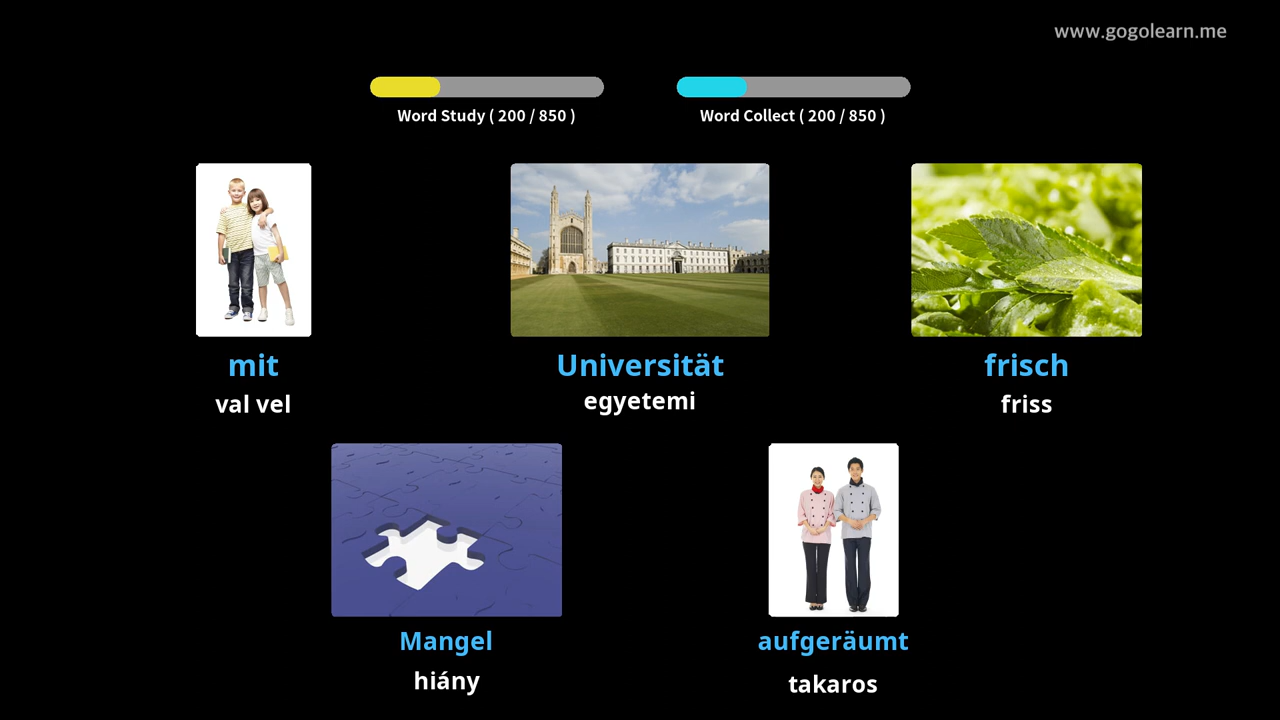 www.gogolearn.me
Word Study ( 200 / 850 )
Word Collect ( 200 / 850 )
mit
val vel
Universität
egyetemi
frisch
friss
Mangel
hiány
aufgeräumt
takaros